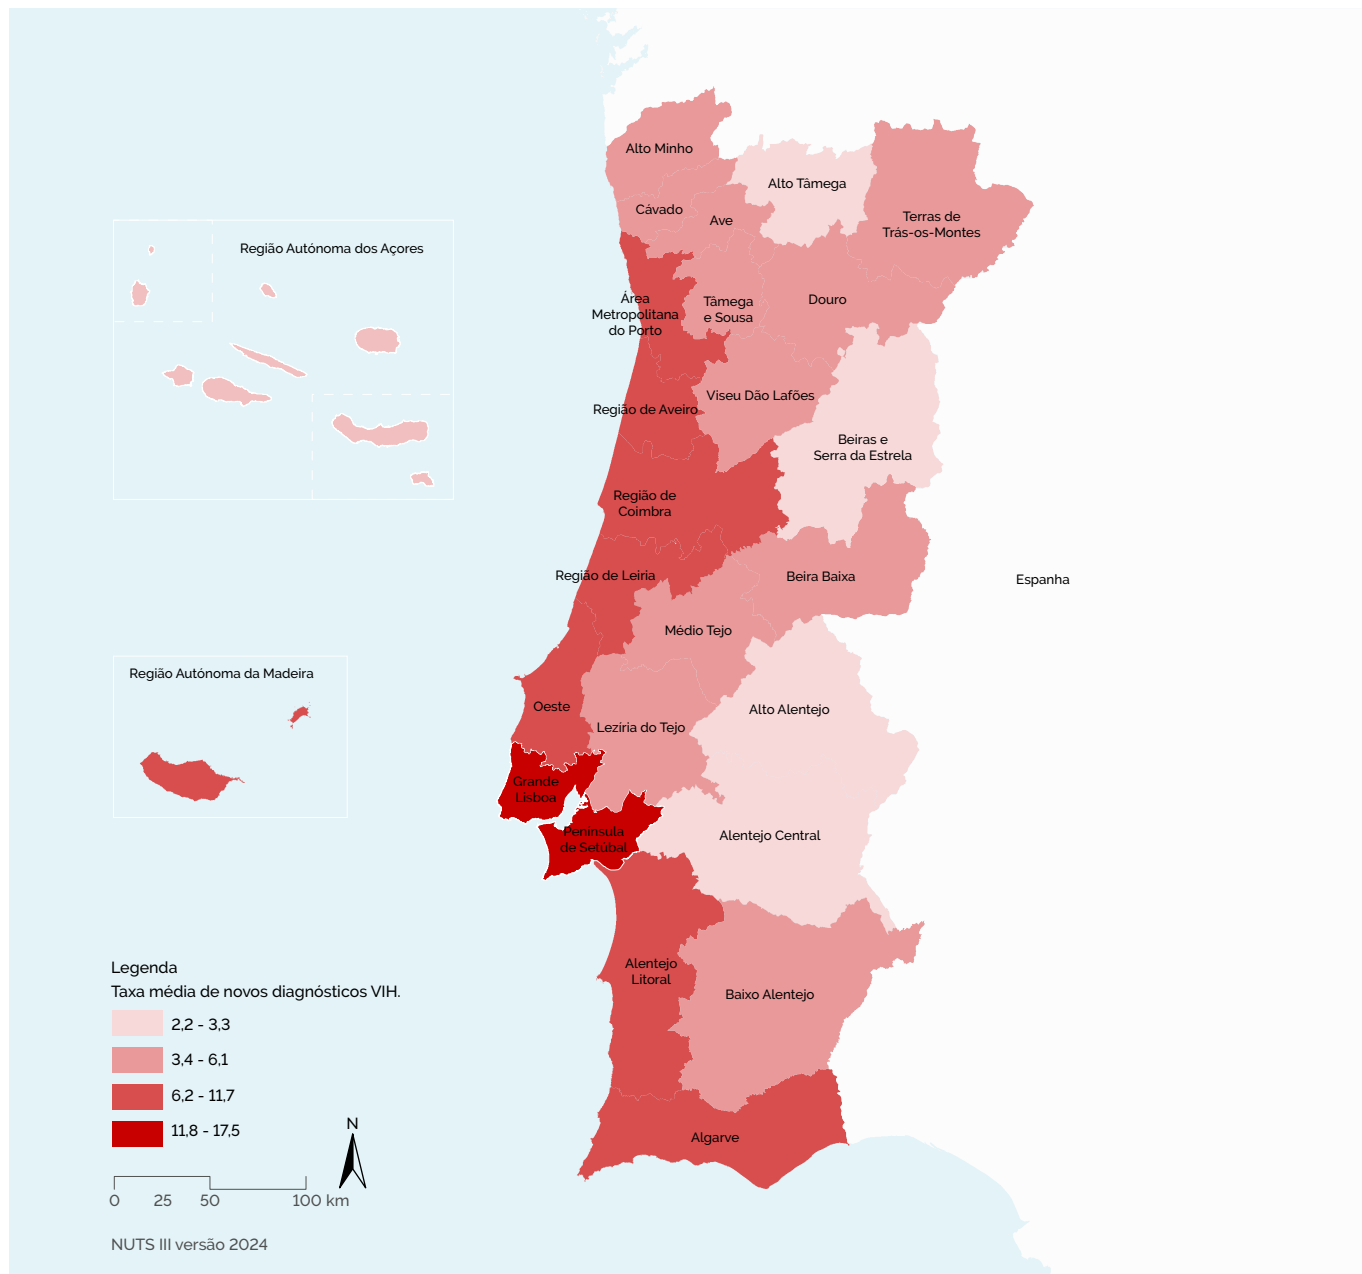 Alto Minho
Alto Tâmega
Cávado
Ave
Terras de
Trás-os-Montes
Região Autónoma dos Açores
Área
Metropolitana
do Porto
Tâmega
e Sousa
Douro
Viseu Dão Lafões
Região de Aveiro
Beiras e
Serra da Estrela
Região de
Coimbra
Região de Leiria
Beira Baixa
Espanha
Médio Tejo
Região Autónoma da Madeira
Oeste
Alto Alentejo
Lezíria do Tejo
Grande
Lisboa
Península
de Setúbal
Alentejo Central
Alentejo
Litoral
Baixo Alentejo
Algarve
Legenda
Taxa média de novos diagnósticos VIH.
2,2 - 3,3
3,4 - 6,1
6,2 - 11,7
11,8 - 17,5
N
0 25 50 100 km
NUTS III versão 2024